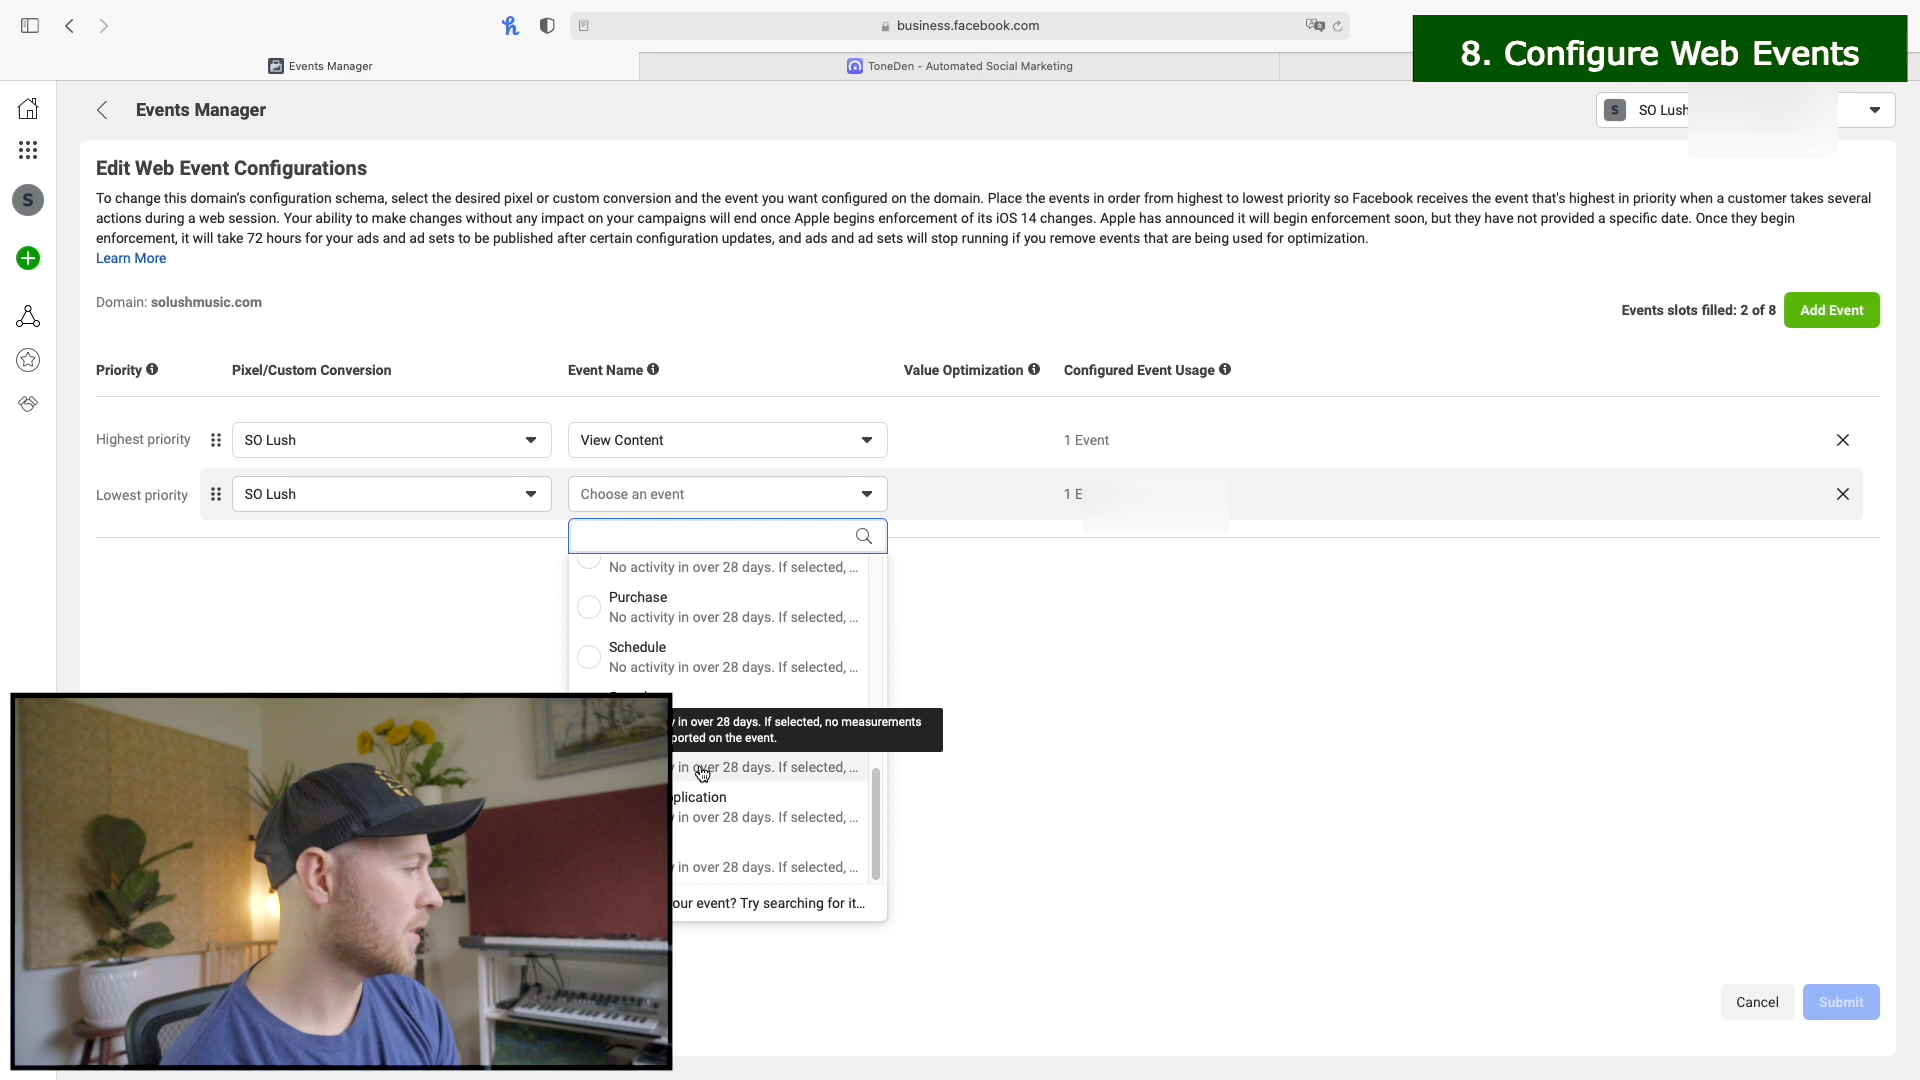 business.facebook.com
8. Configure Web Events
Events Manager
ToneDen - Automated Social Marketing
Events Manager
S
SO Lush
Edit Web Event Configurations
To change this domain's configuration schema, select the desired pixel or custom conversion and the event you want configured on the domain. Place the events in order from highest to lowest priority so Facebook receives the event that's highest in priority when a customer takes several
actions during a web session. Your ability to make changes without any impact on your campaigns will end once Apple begins enforcement of its iOS 14 changes. Apple has announced it will begin enforcement soon, but they have not provided a specific date. Once they begin
enforcement, it will take 72 hours for your ads and ad sets to be published after certain configuration updates, and ads and ad sets will stop running if you remove events that are being used for optimization.
Learn More
S
Domain: solushmusic.com
Events slots filled: 2 of 8
Add Event
Priority
Pixel/Custom Conversion
Event Name
Value Optimization
Configured Event Usage
Highest priority
SO Lush
View Content
1 Event
Lowest priority
SO Lush
Choose an event
1 E
No activity in over 28 days. If selected, ...
Purchase
No activity in over 28 days. If selected, ...
Schedule
No activity in over 28 days. If selected, ...
in over 28 days. If selected, no measurements
ported on the event.
in over 28 days. If selected, ...
plication
in over 28 days. If selected, ...
in over 28 days. If selected, ...
our event? Try searching for it...
Cancel
Submit